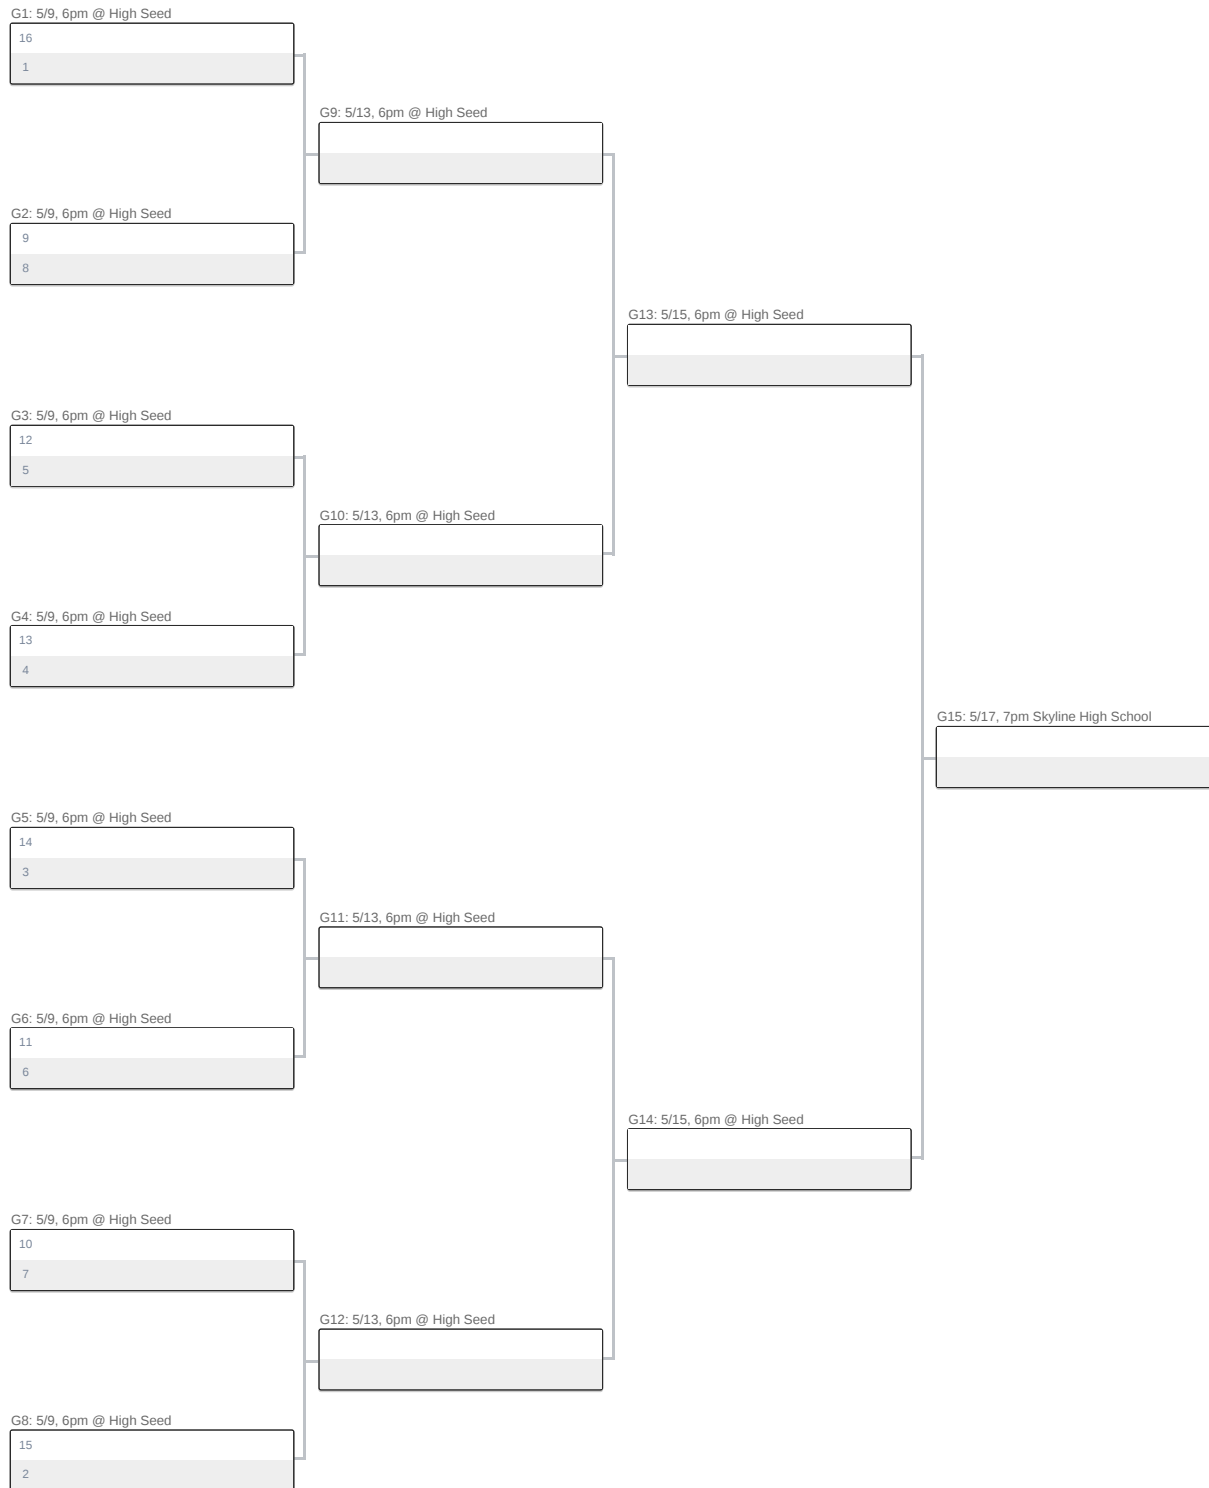 G1: 5/9, 6pm @ High Seed
16
1
G9: 5/13, 6pm @ High Seed
G2: 5/9, 6pm @ High Seed
9
8
G13: 5/15, 6pm @ High Seed
G3: 5/9, 6pm @ High Seed
12
5
G10: 5/13, 6pm @ High Seed
G4: 5/9, 6pm @ High Seed
13
4
G15: 5/17, 7pm Skyline High School
G5: 5/9, 6pm @ High Seed
14
3
G11: 5/13, 6pm @ High Seed
G6: 5/9, 6pm @ High Seed
11
6
G14: 5/15, 6pm @ High Seed
G7: 5/9, 6pm @ High Seed
10
7
G12: 5/13, 6pm @ High Seed
G8: 5/9, 6pm @ High Seed
15
2